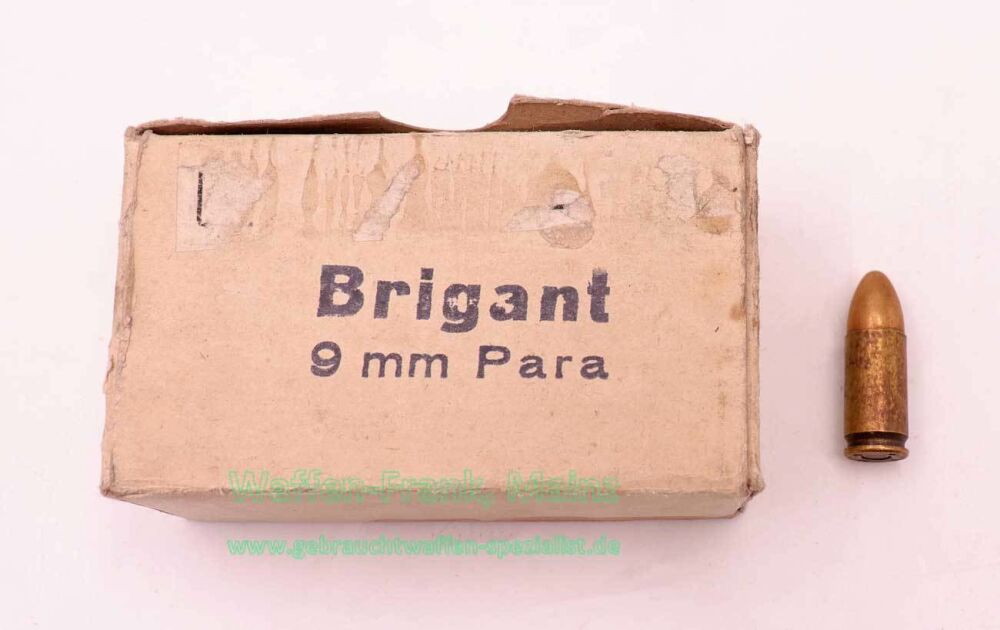 Brigant
9 mm Para
Waffen-Frank, Mainz
www.gebrauchtwaffen-spezialist.de